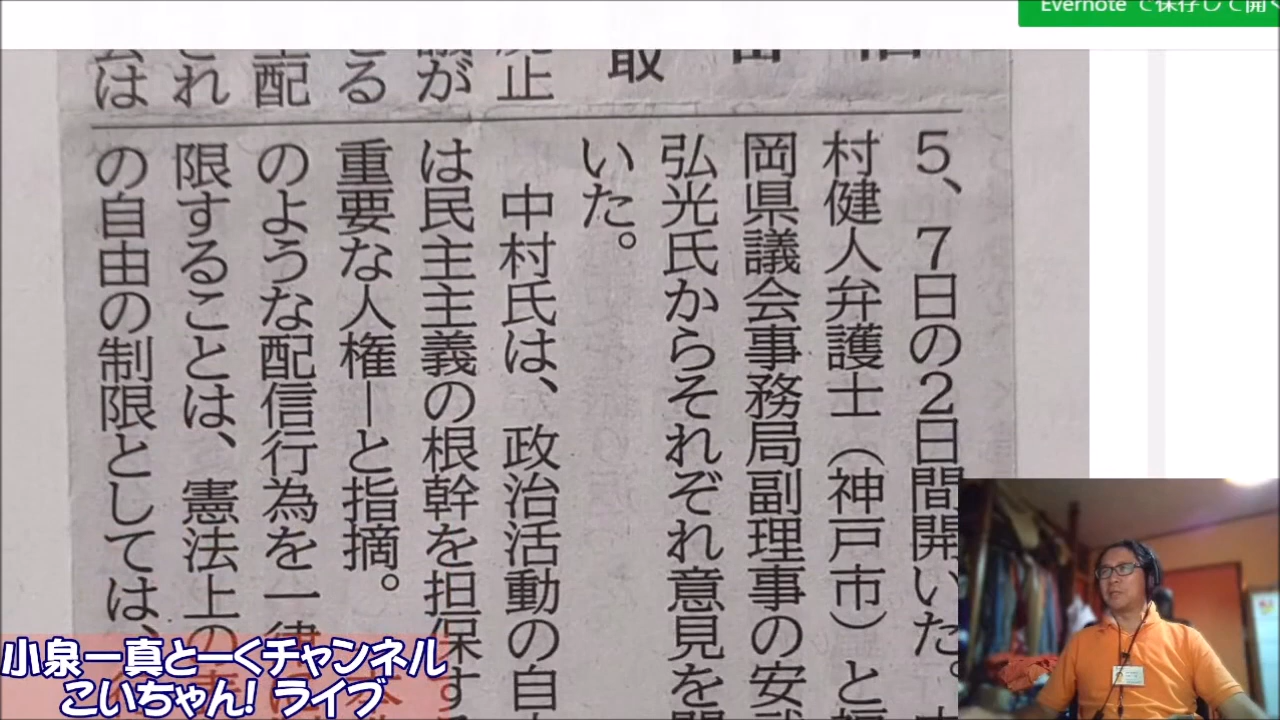 Evernote で保存して開く
取
止
議が
る
配
れ
は
５、７日の２日間開いた。
村健人弁護士（神戸市）と福
岡県議会事務局副理事の安武
弘光氏からそれぞれ意見を聞
いた。
中村氏は、政治活動の自由
は民主主義の根幹を担保する
重要な人権―と指摘。
のような配信行為を一律
限することは、憲法上の
の自由の制限としては、
小泉一真とーくチャンネル
こいちゃん! ライブ